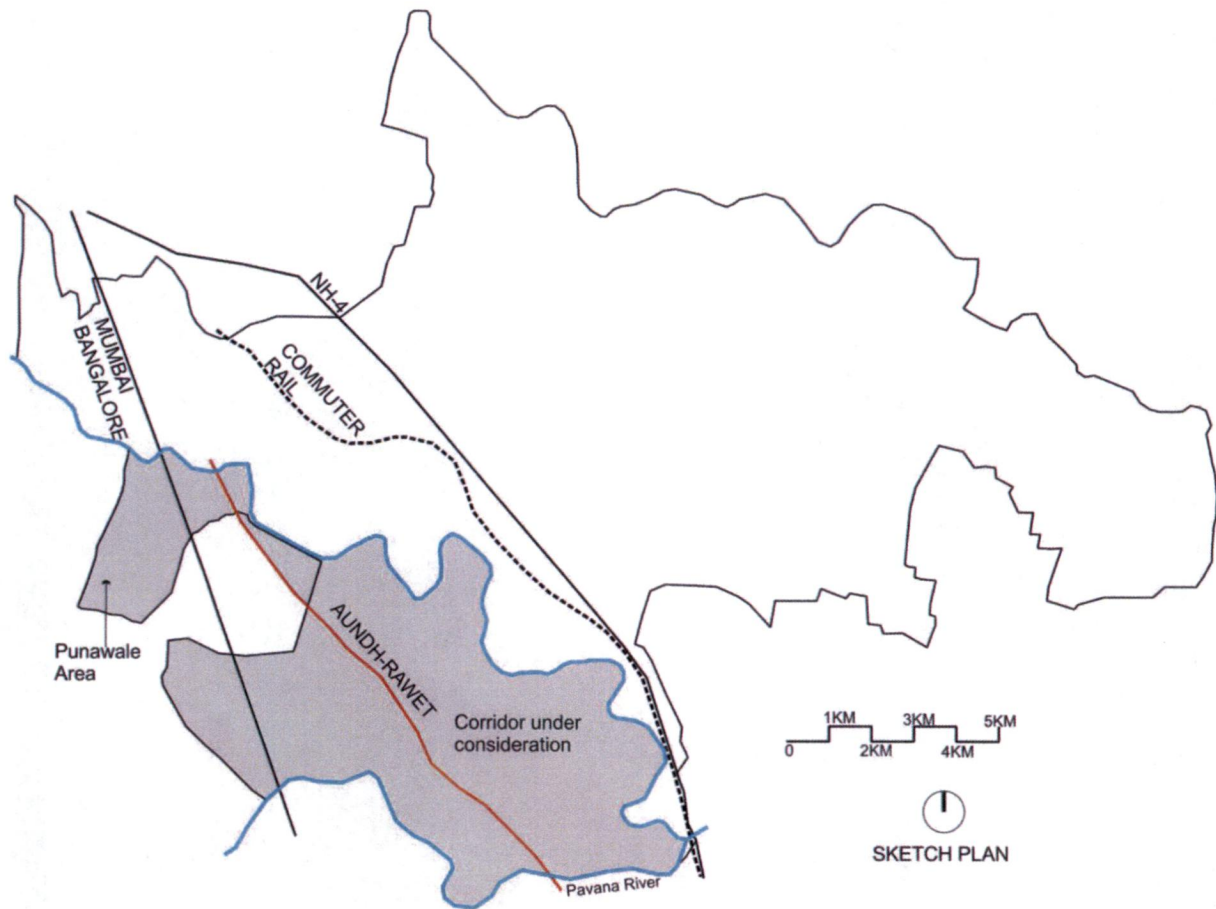 NH-4
MUMBAI
BANGALORE
COMMUTER
RAIL
Punawale
Area
AUNDH-RAWET
Corridor under
consideration
1KM 3KM 5KM
0 2KM 4KM
SKETCH PLAN
Pavana River